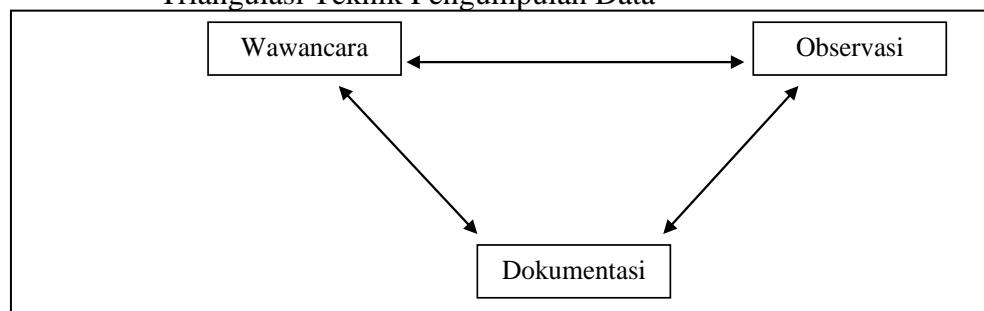 Triangulasi Teknik Pengumpulan Data
Wawancara
Observasi
Dokumentasi